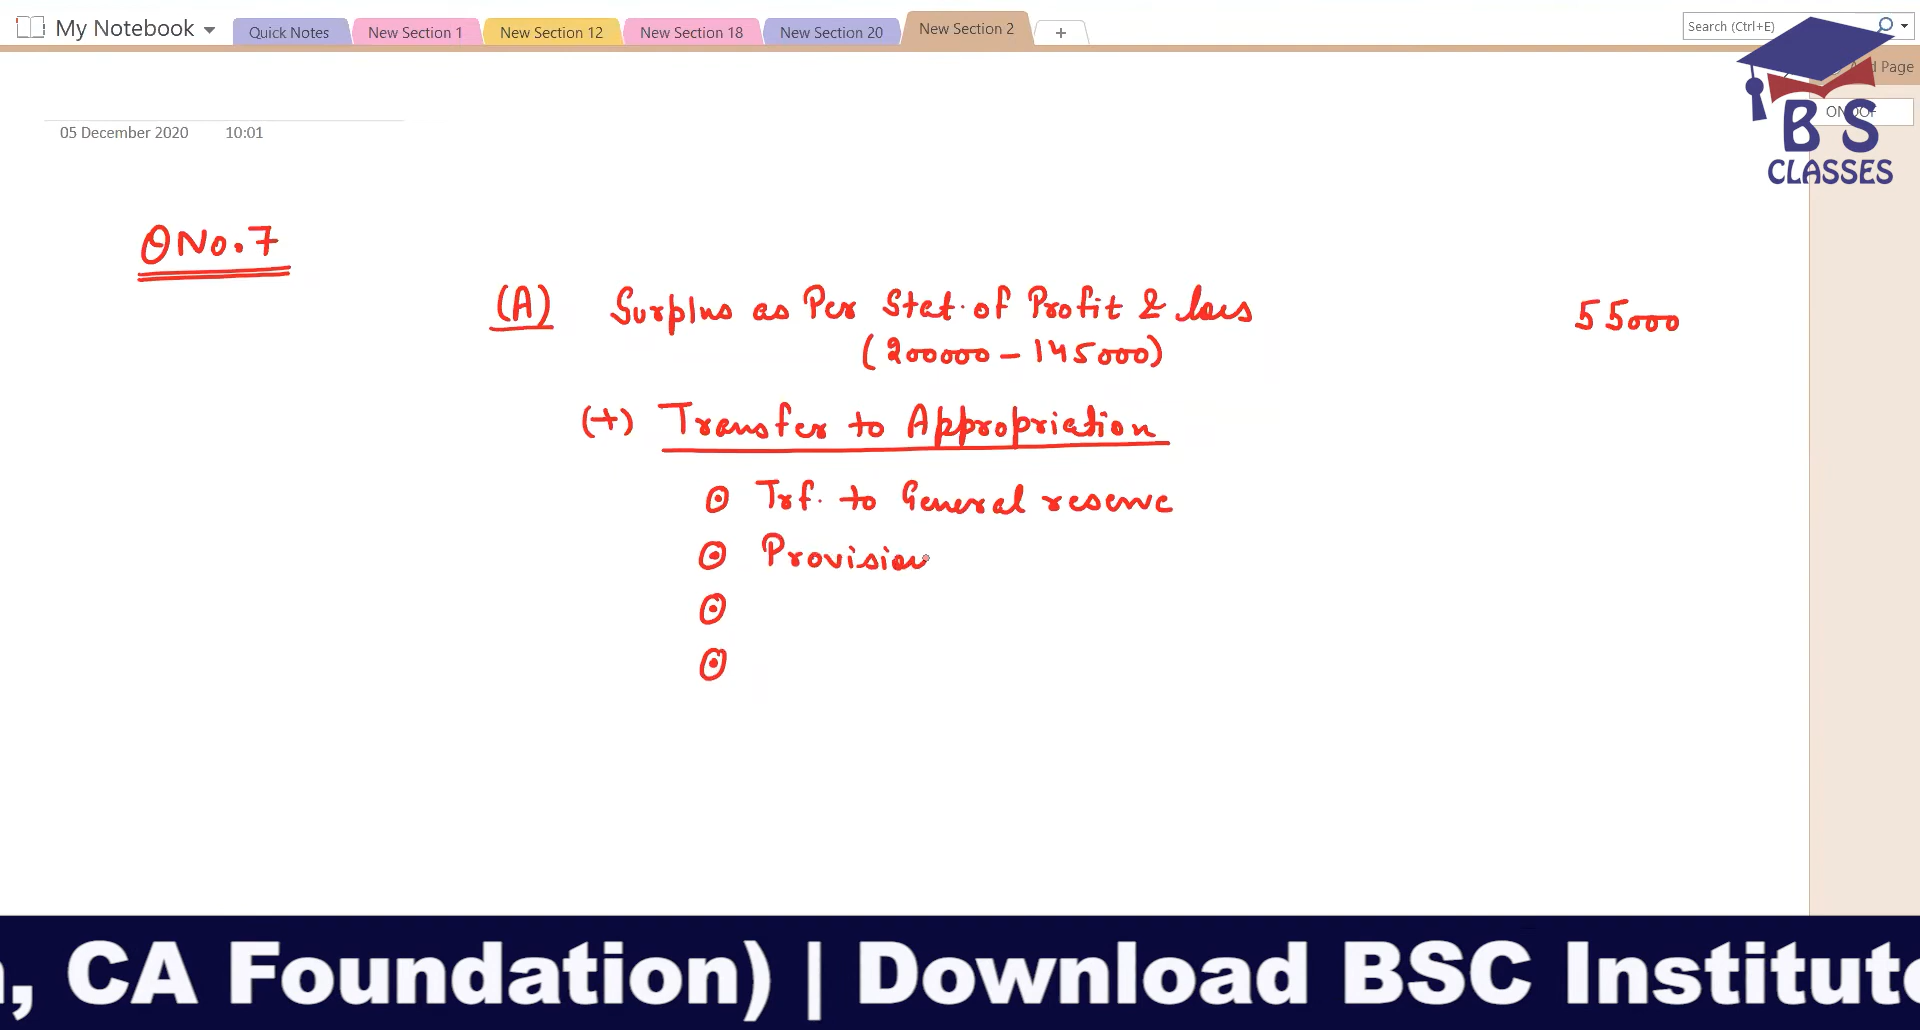 My Notebook
Quick Notes
New Section 1
New Section 12
New Section 18
New Section 20
New Section 2
+
Search (Ctrl+E)
d Page
BS
CLASSES
05 December 2020 10:01
QNo.7
(A) Surplus as Per Stat. of Profit & loss 55000
(200000 - 145000)
(+) Transfer to Appropriation
Trf. to General reserve
Provision
, CA Foundation) | Download BSC Institute